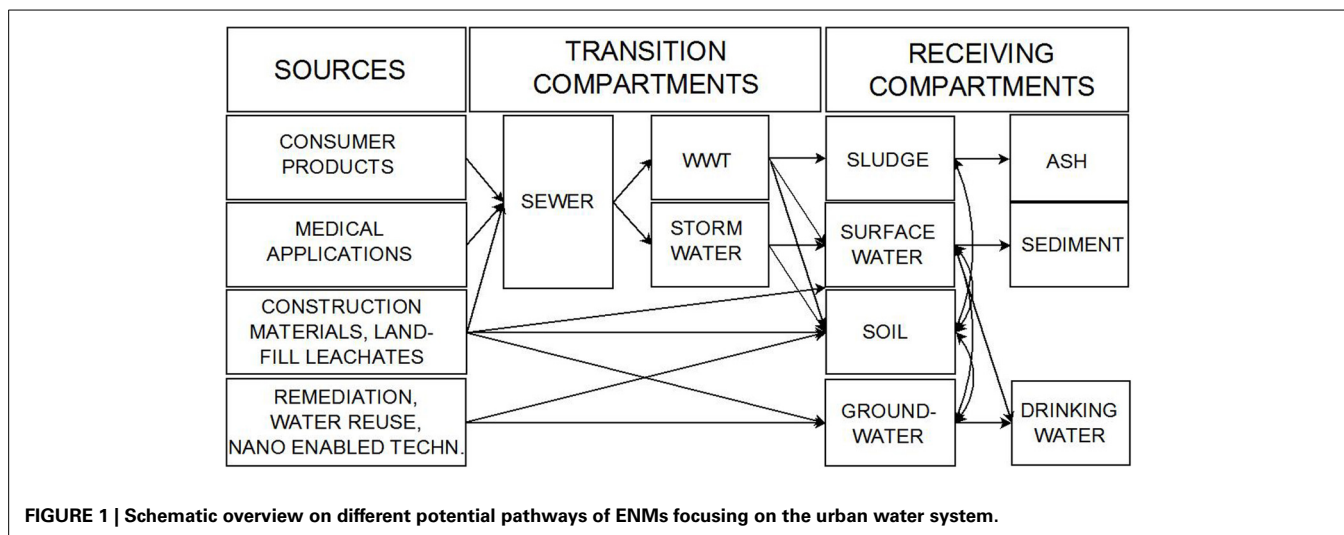 SOURCES
TRANSITION
COMPARTMENTS
RECEIVING
COMPARTMENTS
CONSUMER
PRODUCTS
SEWER
WWT
SLUDGE
ASH
MEDICAL
APPLICATIONS
STORM
WATER
SURFACE
WATER
SEDIMENT
CONSTRUCTION
MATERIALS, LAND-
FILL LEACHATES
SOIL
REMEDIATION,
WATER REUSE,
NANO ENABLED TECHN.
GROUND-
WATER
DRINKING
WATER
FIGURE 1 | Schematic overview on different potential pathways of ENMs focusing on the urban water system.